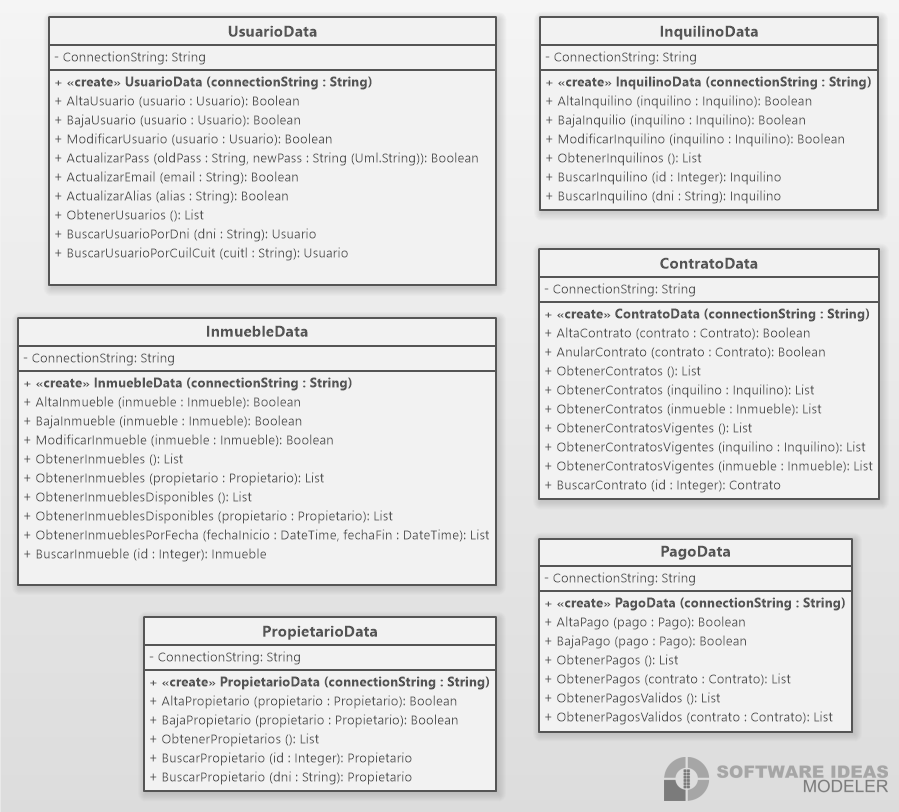 UsuarioData
- ConnectionString: String
+ «create» UsuarioData (connectionString : String)
+ AltaUsuario (usuario : Usuario): Boolean
+ BajaUsuario (usuario : Usuario): Boolean
+ ModificarUsuario (usuario : Usuario): Boolean
+ ActualizarPass (oldPass : String, newPass : String (Uml.String)): Boolean
+ ActualizarEmail (email : String): Boolean
+ ActualizarAlias (alias : String): Boolean
+ ObtenerUsuarios (): List
+ BuscarUsuarioPorDni (dni : String): Usuario
+ BuscarUsuarioPorCuilCuit (cuitl : String): Usuario
InquilinoData
- ConnectionString: String
+ «create» InquilinoData (connectionString : String)
+ AltaInquilino (inquilino : Inquilino): Boolean
+ BajaInquilio (inquilino : Inquilino): Boolean
+ ModificarInquilino (inquilino : Inquilino): Boolean
+ ObtenerInquilinos (): List
+ BuscarInquilino (id : Integer): Inquilino
+ BuscarInquilino (dni : String): Inquilino
ContratoData
- ConnectionString: String
+ «create» ContratoData (connectionString : String)
+ AltaContrato (contrato : Contrato): Boolean
+ AnularContrato (contrato : Contrato): Boolean
+ ObtenerContratos (): List
+ ObtenerContratos (inquilino : Inquilino): List
+ ObtenerContratos (inmueble : Inmueble): List
+ ObtenerContratosVigentes (): List
+ ObtenerContratosVigentes (inquilino : Inquilino): List
+ ObtenerContratosVigentes (inmueble : Inmueble): List
+ BuscarContrato (id : Integer): Contrato
InmuebleData
- ConnectionString: String
+ «create» InmuebleData (connectionString : String)
+ AltaInmueble (inmueble : Inmueble): Boolean
+ BajaInmueble (inmueble : Inmueble): Boolean
+ ModificarInmueble (inmueble : Inmueble): Boolean
+ ObtenerInmuebles (): List
+ ObtenerInmuebles (propietario : Propietario): List
+ ObtenerInmueblesDisponibles (): List
+ ObtenerInmueblesDisponibles (propietario : Propietario): List
+ ObtenerInmueblesPorFecha (fechaInicio : DateTime, fechaFin : DateTime): List
+ BuscarInmueble (id : Integer): Inmueble
PagoData
- ConnectionString: String
+ «create» PagoData (connectionString : String)
+ AltaPago (pago : Pago): Boolean
+ BajaPago (pago : Pago): Boolean
+ ObtenerPagos (): List
+ ObtenerPagos (contrato : Contrato): List
+ ObtenerPagosValidos (): List
+ ObtenerPagosValidos (contrato : Contrato): List
PropietarioData
- ConnectionString: String
+ «create» PropietarioData (connectionString : String)
+ AltaPropietario (propietario : Propietario): Boolean
+ BajaPropietario (propietario : Propietario): Boolean
+ ObtenerPropietarios (): List
+ BuscarPropietario (id : Integer): Propietario
+ BuscarPropietario (dni : String): Propietario
SOFTWARE IDEAS
MODELER